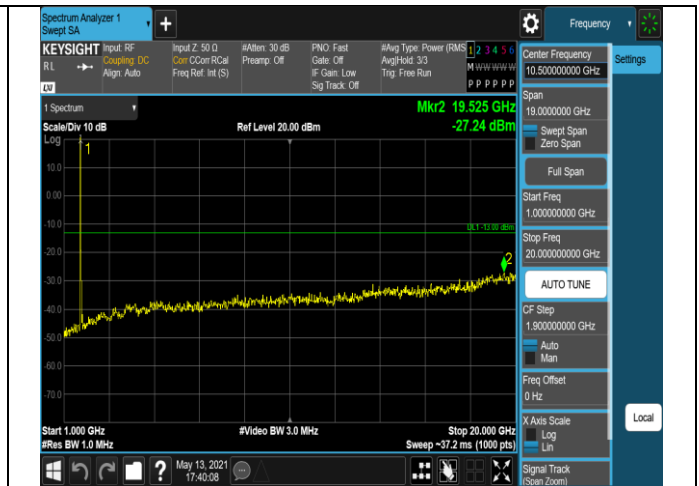 Spectrum Analyzer 1
Swept SA
Frequency
KEYSIGHT
RL
LXI
Input: RF
Coupling: DC
Align: Auto
Input Z: 50 Ω
Corr CCorr RCal
Freq Ref: Int (S)
#Atten: 30 dB
Preamp: Off
PNO: Fast
Gate: Off
IF Gain: Low
Sig Track: Off
#Avg Type: Power (RMS
Avg|Hold: 3/3
Trig: Free Run
1 2 3 4 5 6
M W W W W W
P P P P P P
1 Spectrum
Scale/Div 10 dB
Ref Level 20.00 dBm
Mkr2 19.525 GHz
-27.24 dBm
Log
10.0
0.00
-10.0
-20.0
-30.0
-40.0
-50.0
-60.0
-70.0
1
DL1 -13.00 dBm
2
Start 1.000 GHz
#Res BW 1.0 MHz
#Video BW 3.0 MHz
Stop 20.000 GHz
Sweep ~37.2 ms (1000 pts)
Center Frequency
10.500000000 GHz
Span
19.0000000 GHz
Swept Span
Zero Span
Full Span
Start Freq
1.000000000 GHz
Stop Freq
20.000000000 GHz
AUTO TUNE
CF Step
1.900000000 GHz
Auto
Man
Freq Offset
0 Hz
X Axis Scale
Log
Lin
Signal Track
(Span Zoom)
Settings
Local
?
May 13, 2021
17:40:08